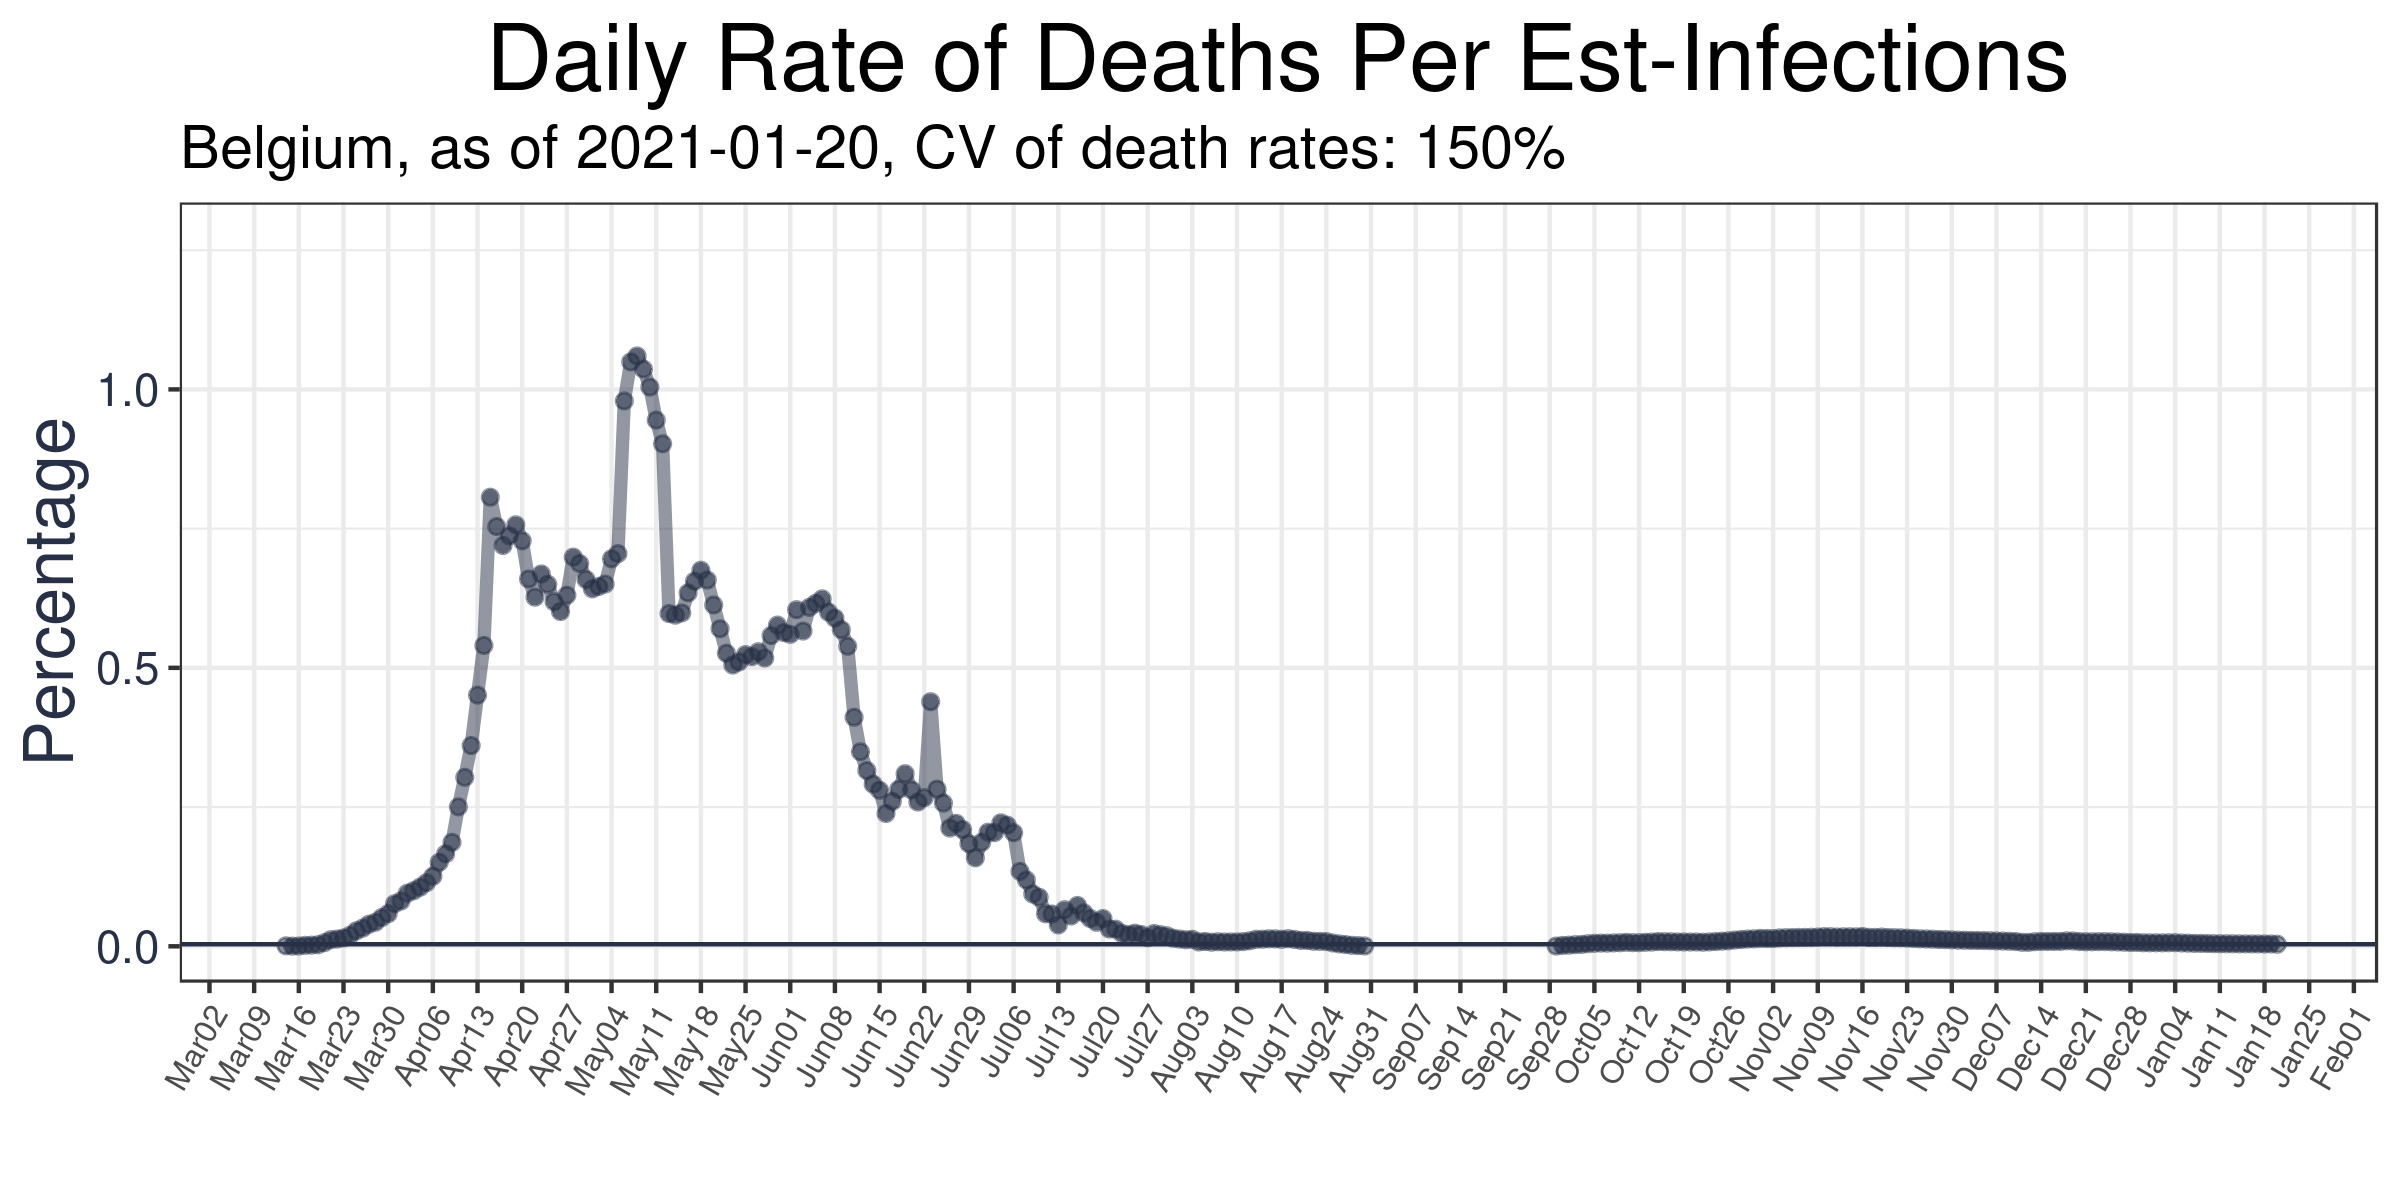 Daily Rate of Deaths Per Est-Infections
Belgium, as of 2021-01-20, CV of death rates: 150%
Percentage
1.0
0.5
0.0
Mar02
Mar09
Mar16
Mar23
Mar30
Apr06
Apr13
Apr20
Apr27
May04
May11
May18
May25
Jun01
Jun08
Jun15
Jun22
Jun29
Jul06
Jul13
Jul20
Jul27
Aug03
Aug10
Aug17
Aug24
Aug31
Sep07
Sep14
Sep21
Sep28
Oct05
Oct12
Oct19
Oct26
Nov02
Nov09
Nov16
Nov23
Nov30
Dec07
Dec14
Dec21
Dec28
Jan04
Jan11
Jan18
Jan25
Feb01